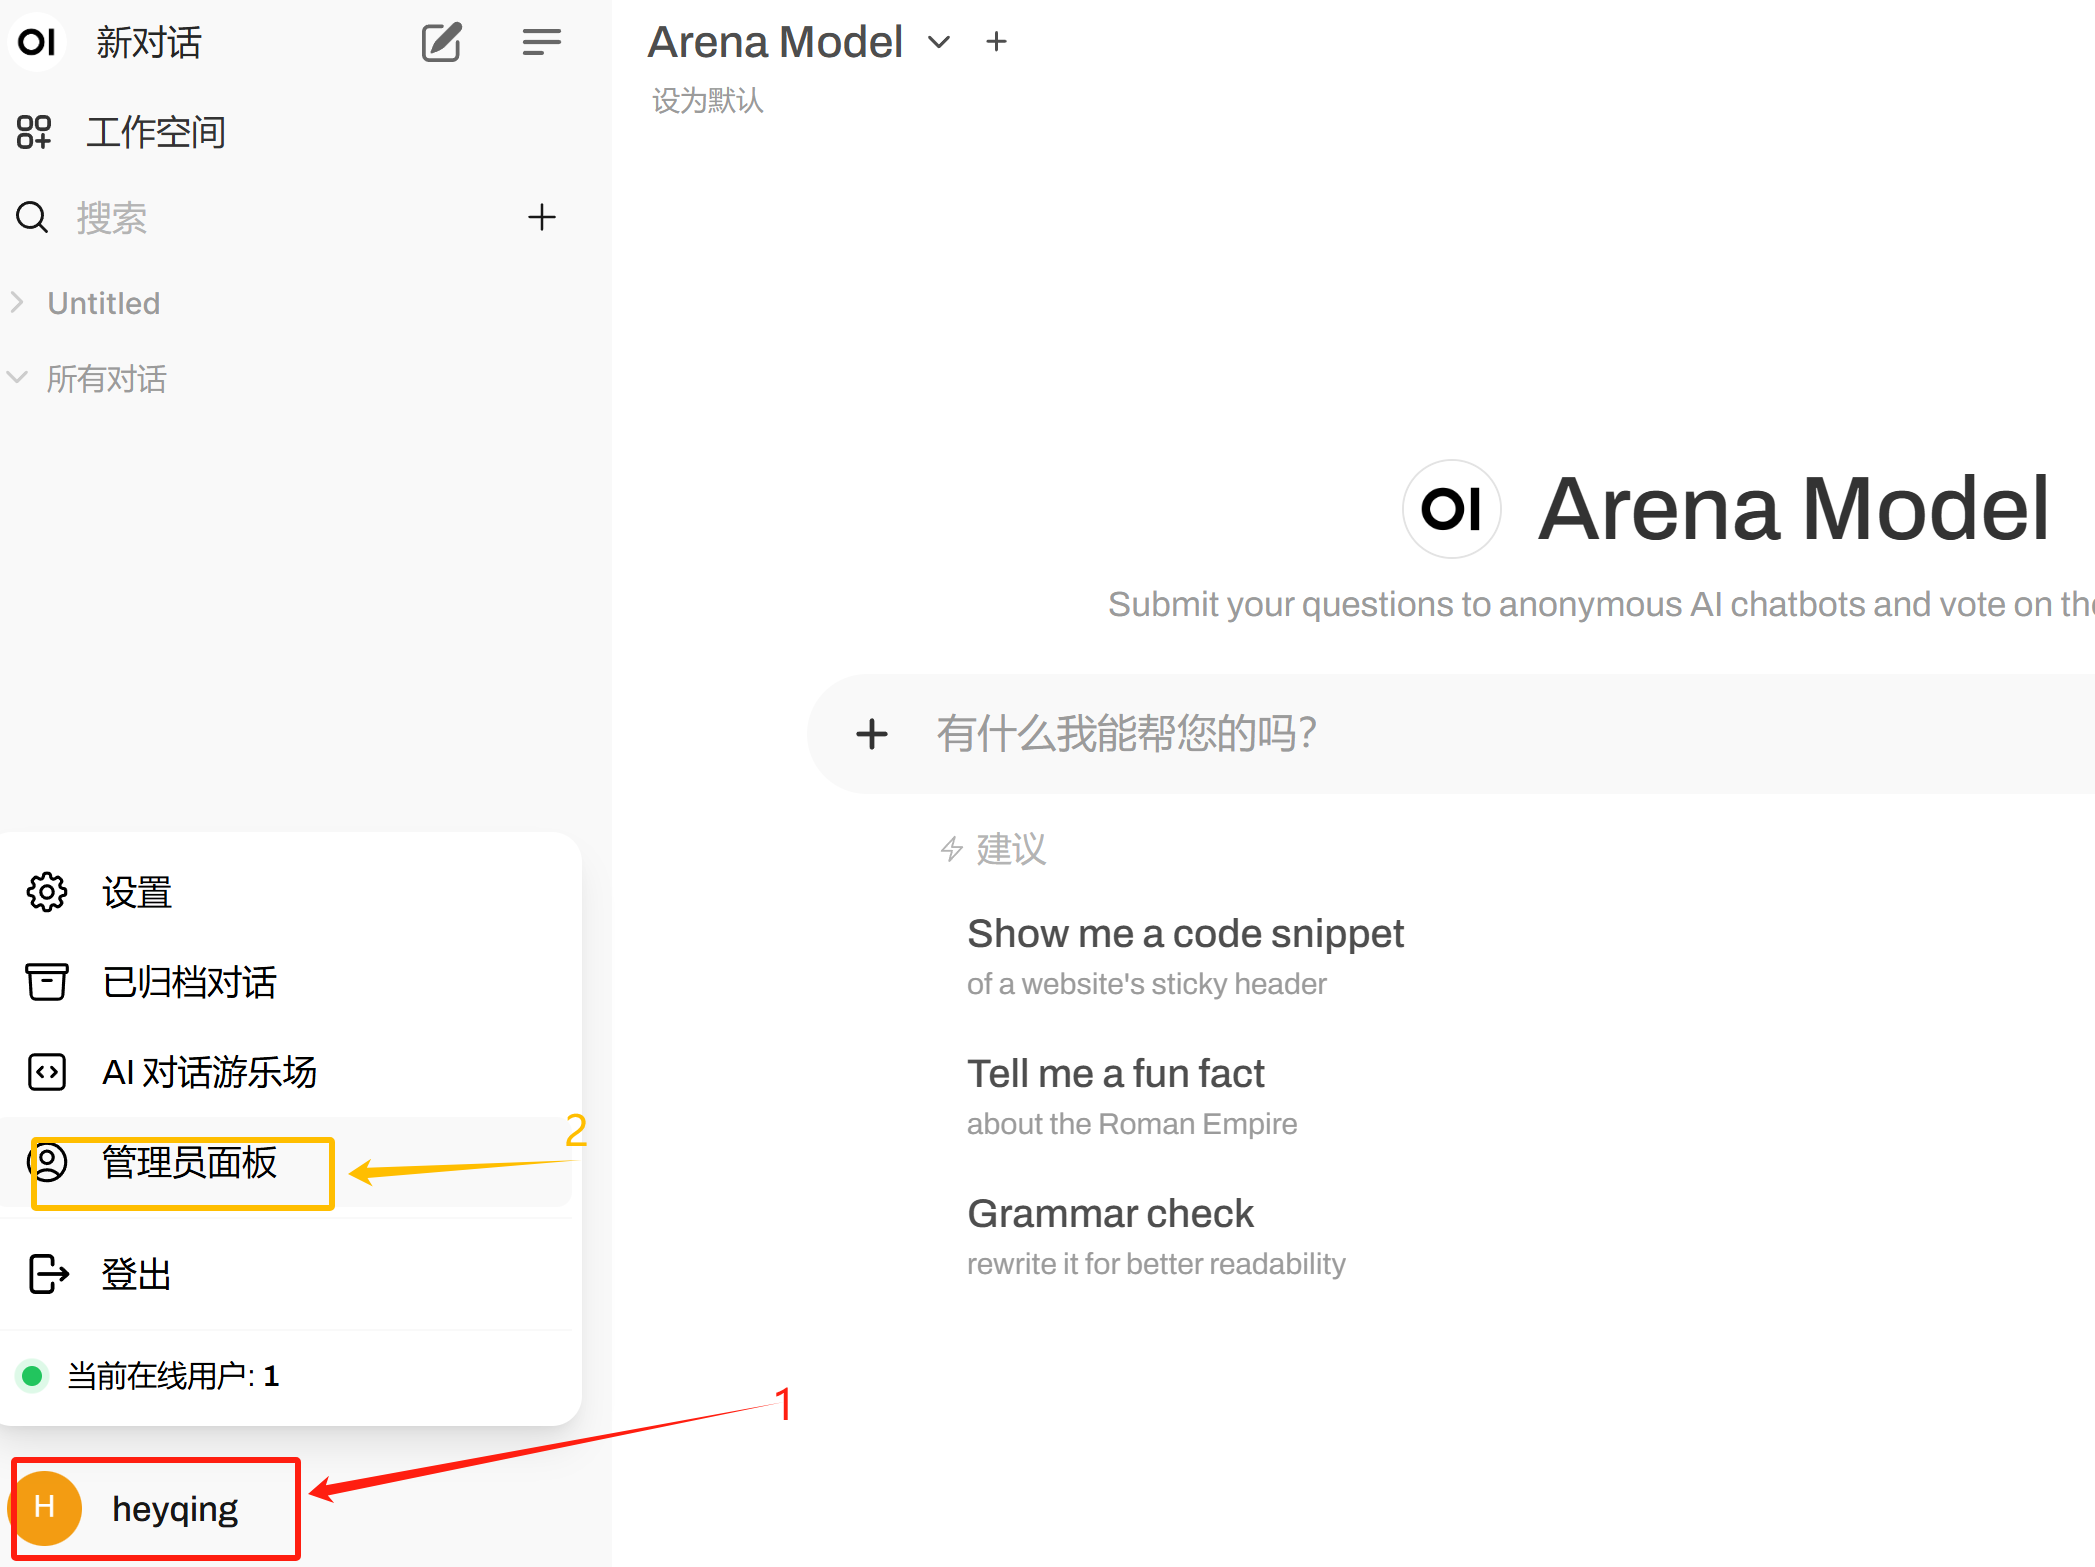 OI 新对话
工作空间
搜索
Untitled
所有对话
设置
已归档对话
AI 对话游乐场
管理员面板
2
登出
当前在线用户: 1
1
H heyqing
Arena Model
设为默认
OI Arena Model
Submit your questions to anonymous AI chatbots and vote on the
有什么我能帮您的吗?
建议
Show me a code snippet
of a website's sticky header
Tell me a fun fact
about the Roman Empire
Grammar check
rewrite it for better readability